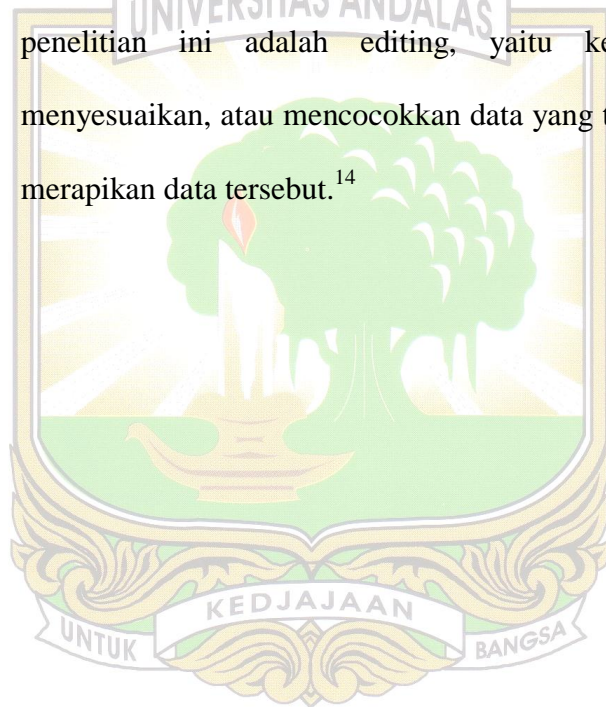 UNIVERSITAS ANDALAS
penelitian ini adalah editing, yaitu ke
menyesuaikan, atau mencocokkan data yang t
merapikan data tersebut.14
KEDJAJAAN
UNTUK
BANGSA